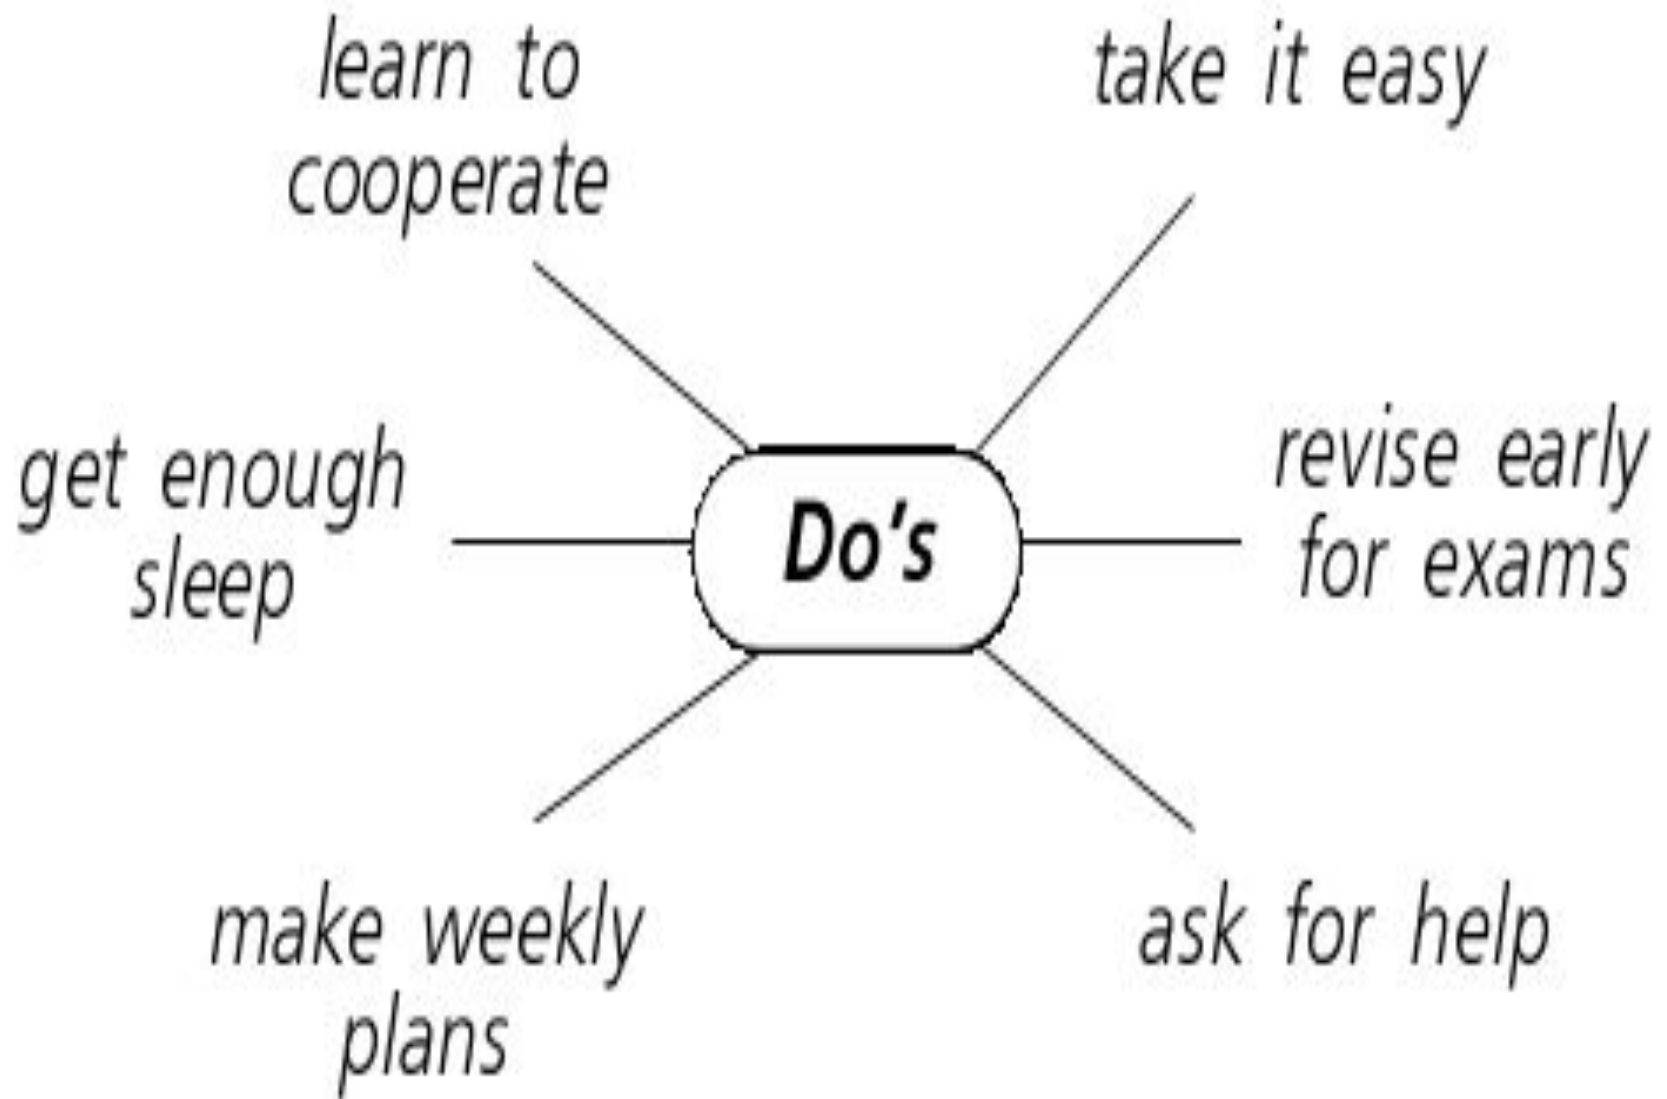 learn to
cooperate
take it easy
get enough
sleep
Do's
revise early
for exams
make weekly
plans
ask for help